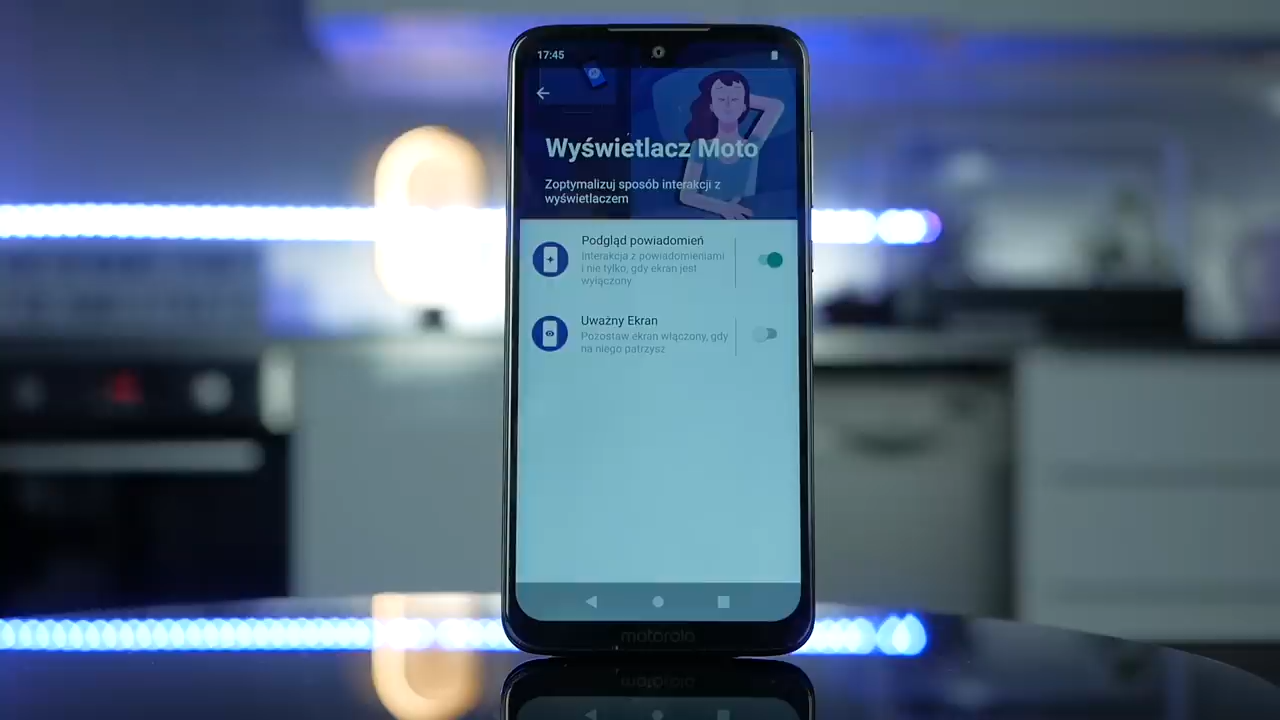 17:45
Wyświetlacz Moto
Zoptymalizuj sposób interakcji z
wyświetlaczem
Podgląd powiadomień
Interakcja z powiadomieniami
i nie tylko, gdy ekran jest
wyłączony
Uważny Ekran
Pozostaw ekran włączony, gdy
na niego patrzysz
motorola